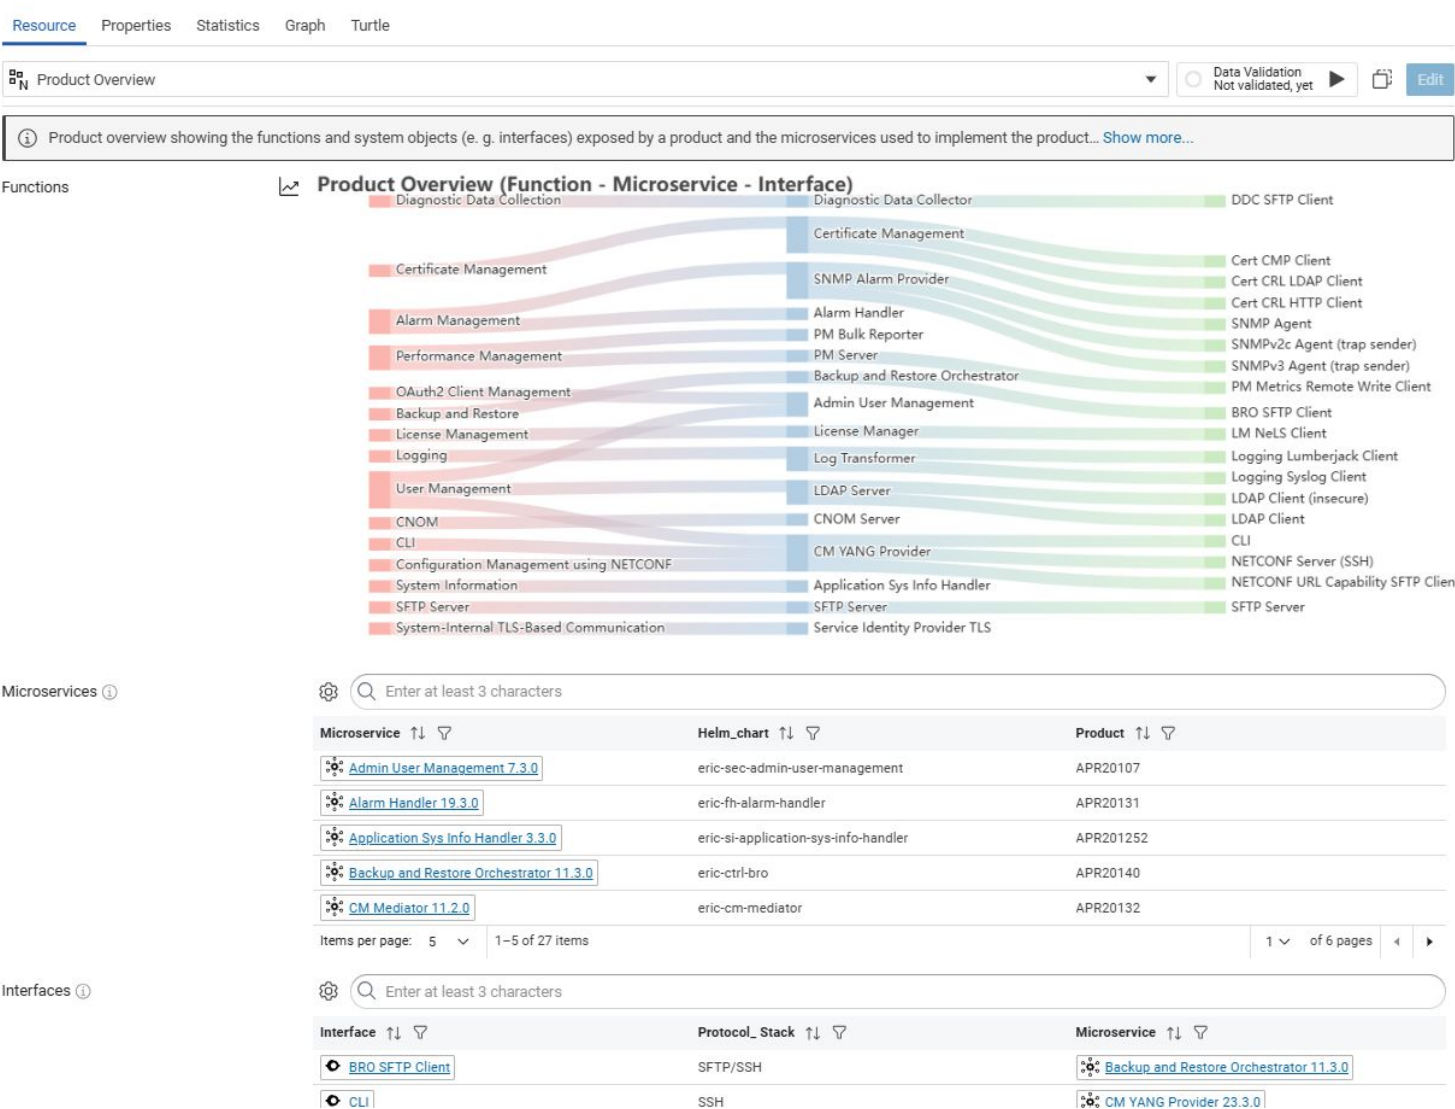 Resource Properties Statistics Graph Turtle
Product Overview
Data Validation
Not validated, yet
Edit
Product overview showing the functions and system objects (e. g. interfaces) exposed by a product and the microservices used to implement the product... Show more...
Functions
Product Overview (Function - Microservice - Interface)
Diagnostic Data Collection
Certificate Management
Alarm Management
Performance Management
OAuth2 Client Management
Backup and Restore
License Management
Logging
User Management
CNOM
CLI
Configuration Management using NETCONF
System Information
SFTP Server
System-Internal TLS-Based Communication
Diagnostic Data Collector
Certificate Management
SNMP Alarm Provider
Alarm Handler
PM Bulk Reporter
PM Server
Backup and Restore Orchestrator
Admin User Management
License Manager
Log Transformer
LDAP Server
CNOM Server
CM YANG Provider
Application Sys Info Handler
SFTP Server
Service Identity Provider TLS
DDC SFTP Client
Cert CMP Client
Cert CRL LDAP Client
Cert CRL HTTP Client
SNMP Agent
SNMPv2c Agent (trap sender)
SNMPv3 Agent (trap sender)
PM Metrics Remote Write Client
BRO SFTP Client
LM NeLS Client
Logging Lumberjack Client
Logging Syslog Client
LDAP Client (insecure)
LDAP Client
CLI
NETCONF Server (SSH)
NETCONF URL Capability SFTP Clien
SFTP Server
Microservices
Enter at least 3 characters
Microservice Helm_chart Product
Admin User Management 7.3.0 eric-sec-admin-user-management APR20107
Alarm Handler 19.3.0 eric-fh-alarm-handler APR20131
Application Sys Info Handler 3.3.0 eric-si-application-sys-info-handler APR201252
Backup and Restore Orchestrator 11.3.0 eric-ctrl-bro APR20140
CM Mediator 11.2.0 eric-cm-mediator APR20132
Items per page: 5 1–5 of 27 items 1 of 6 pages
Interfaces
Enter at least 3 characters
Interface Protocol_ Stack Microservice
BRO SFTP Client SFTP/SSH Backup and Restore Orchestrator 11.3.0
CLI SSH CM YANG Provider 23.3.0